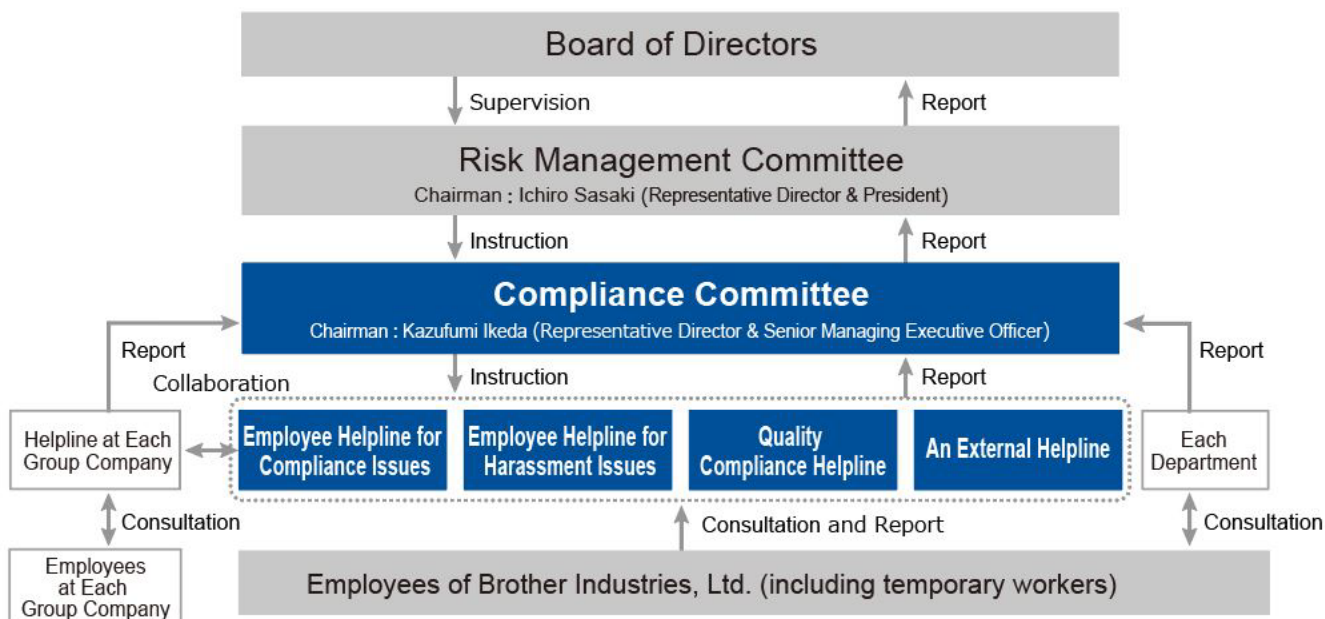 Board of Directors
Supervision
Report
Risk Management Committee
Chairman : Ichiro Sasaki (Representative Director & President)
Instruction
Report
Compliance Committee
Chairman : Kazufumi Ikeda (Representative Director & Senior Managing Executive Officer)
Report
Collaboration
Instruction
Report
Report
Helpline at Each
Group Company
Employee Helpline for
Compliance Issues
Employee Helpline for
Harassment Issues
Quality
Compliance Helpline
An External Helpline
Each
Department
Consultation
Consultation and Report
Consultation
Employees
at Each
Group Company
Employees of Brother Industries, Ltd. (including temporary workers)